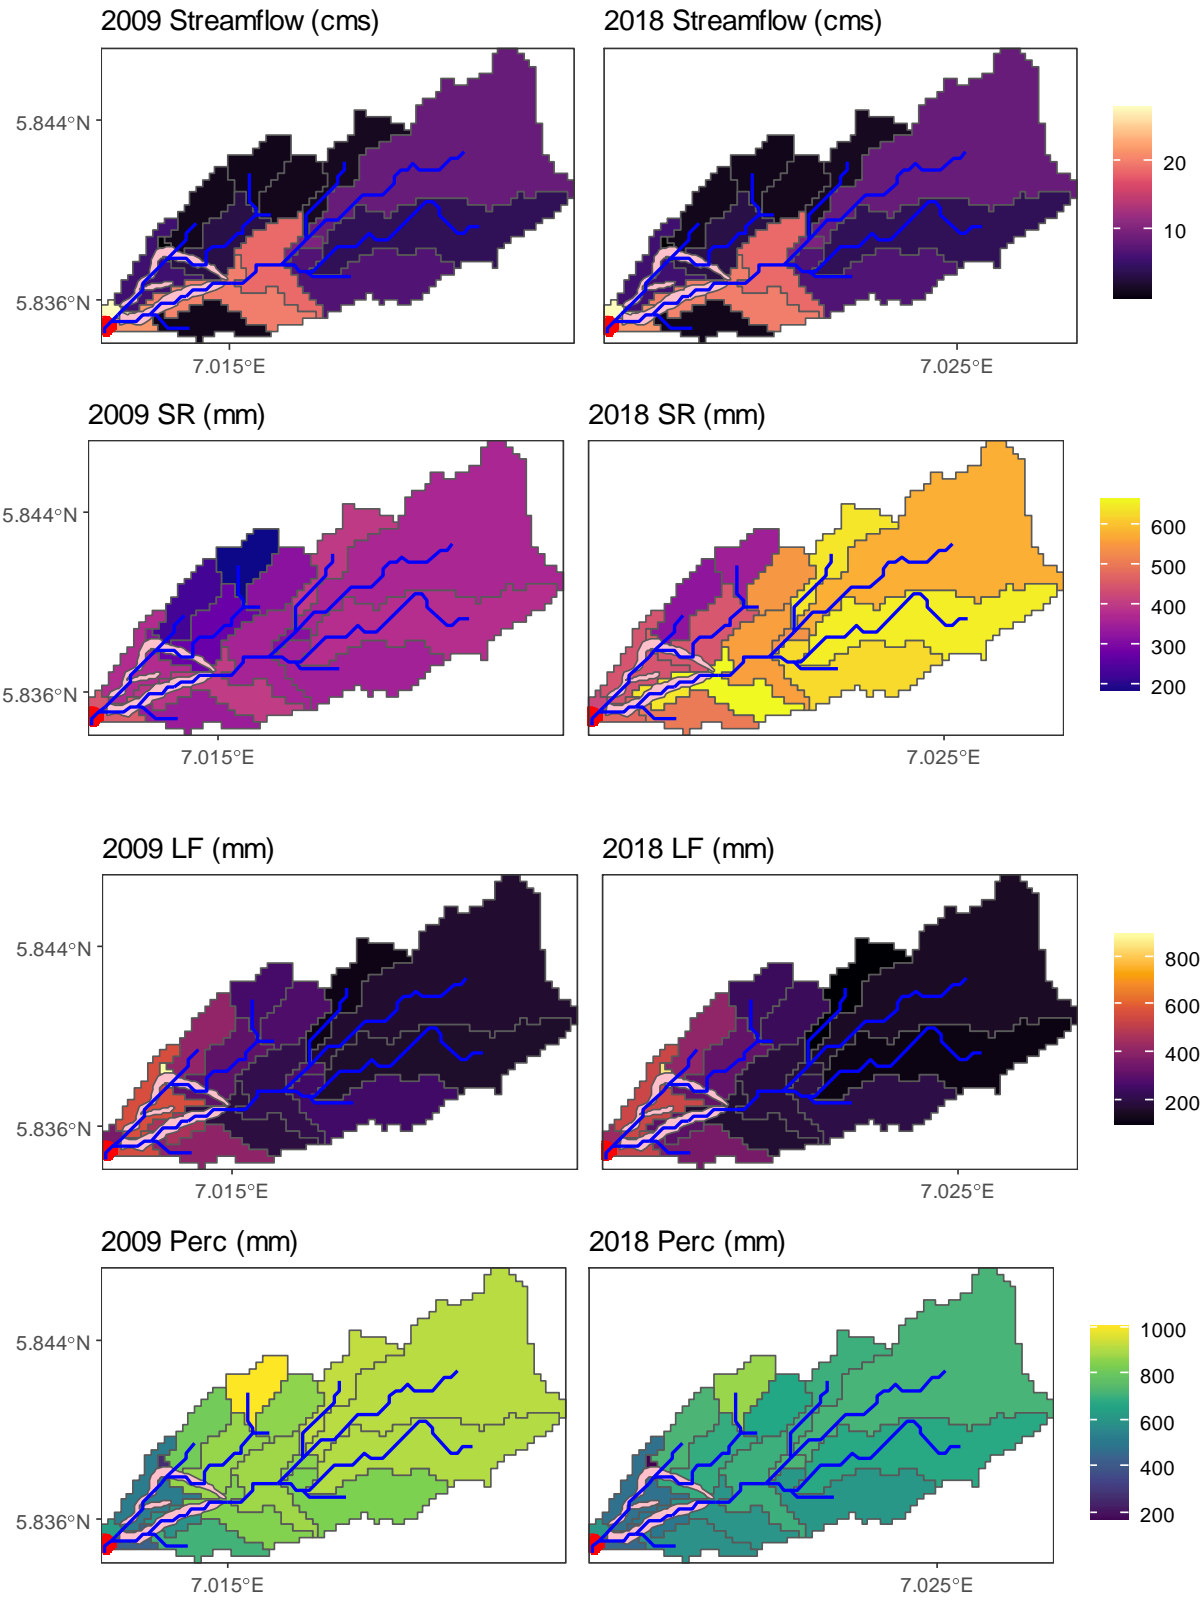 2009 Streamflow (cms)
2018 Streamflow (cms)
5.844°N
5.836°N
7.015°E
7.025°E
20
10
2009 SR (mm)
2018 SR (mm)
5.844°N
5.836°N
7.015°E
7.025°E
600
500
400
300
200
2009 LF (mm)
2018 LF (mm)
5.844°N
5.836°N
7.015°E
7.025°E
800
600
400
200
2009 Perc (mm)
2018 Perc (mm)
5.844°N
5.836°N
7.015°E
7.025°E
1000
800
600
400
200